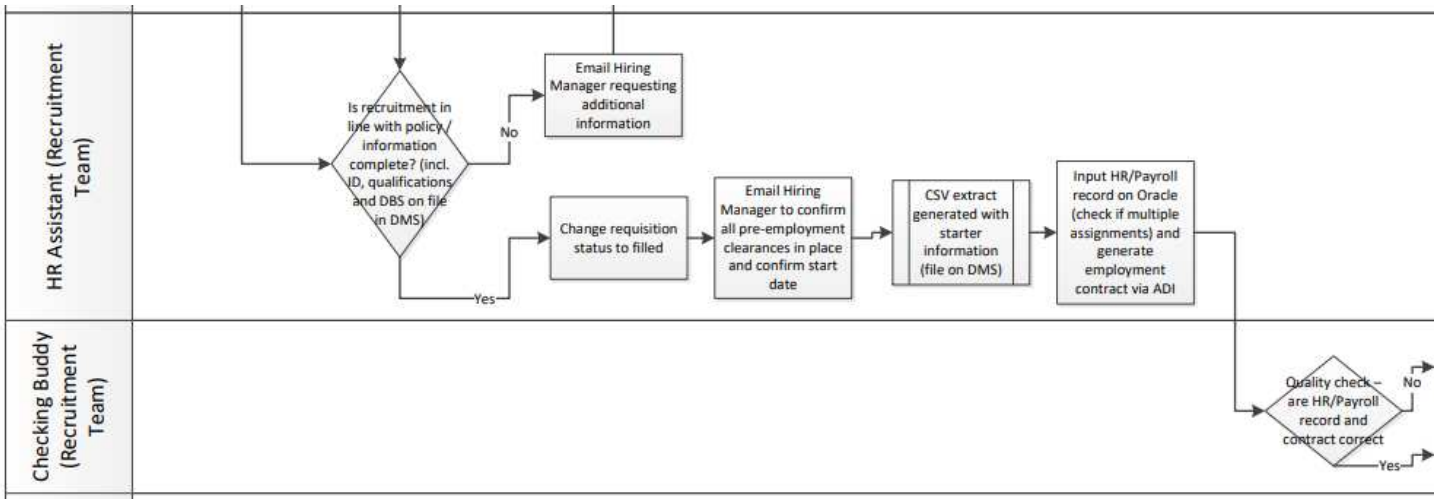 HR Assistant (Recruitment
Team)
Is recruitment in
line with policy /
information
complete? (incl.
ID, qualifications
and DBS on file
in DMS)
No
Email Hiring
Manager requesting
additional
information
Yes
Change requisition
status to filled
Email Hiring
Manager to confirm
all pre-employment
clearances in place
and confirm start
date
CSV extract
generated with
starter
information
(file on DMS)
Input HR/Payroll
record on Oracle
(check if multiple
assignments) and
generate
employment
contract via ADI
Checking Buddy
(Recruitment
Team)
Quality check –
are HR/Payroll
record and
contract correct
No
Yes